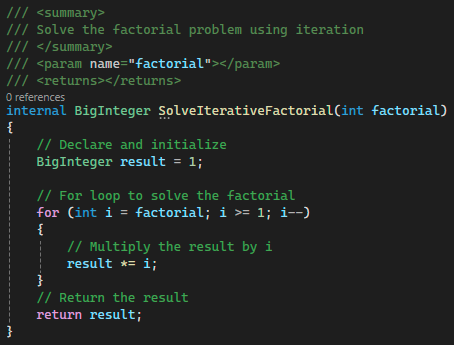 /// <summary>
/// Solve the factorial problem using iteration
/// </summary>
/// <param name="factorial"></param>
/// <returns></returns>
0 references
internal BigInteger SolveIterativeFactorial(int factorial)
{
    // Declare and initialize
    BigInteger result = 1;
    // For loop to solve the factorial
    for (int i = factorial; i >= 1; i--)
    {
        // Multiply the result by i
        result *= i;
    }
    // Return the result
    return result;
}